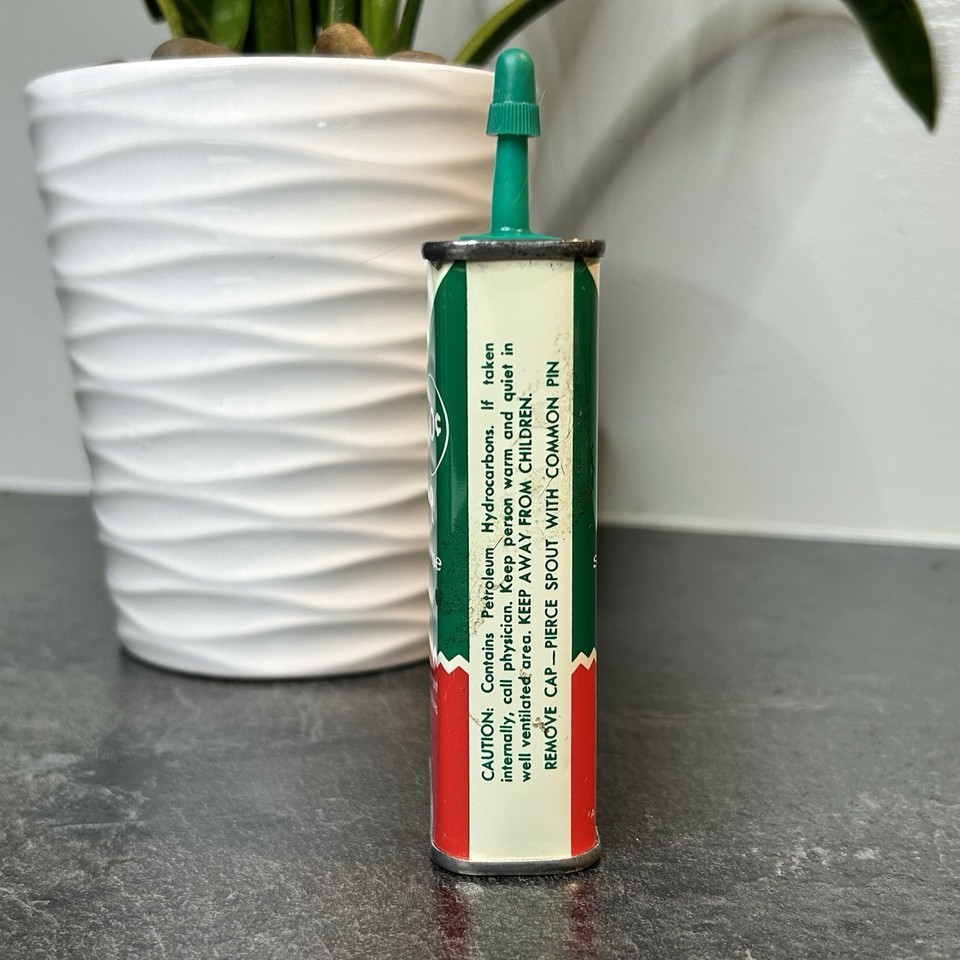 CAUTION: Contains Petroleum Hydrocarbons. If taken
internally, call physician. Keep person warm and quiet in
well ventilated area. KEEP AWAY FROM CHILDREN.
REMOVE CAP—PIERCE SPOUT WITH COMMON PIN